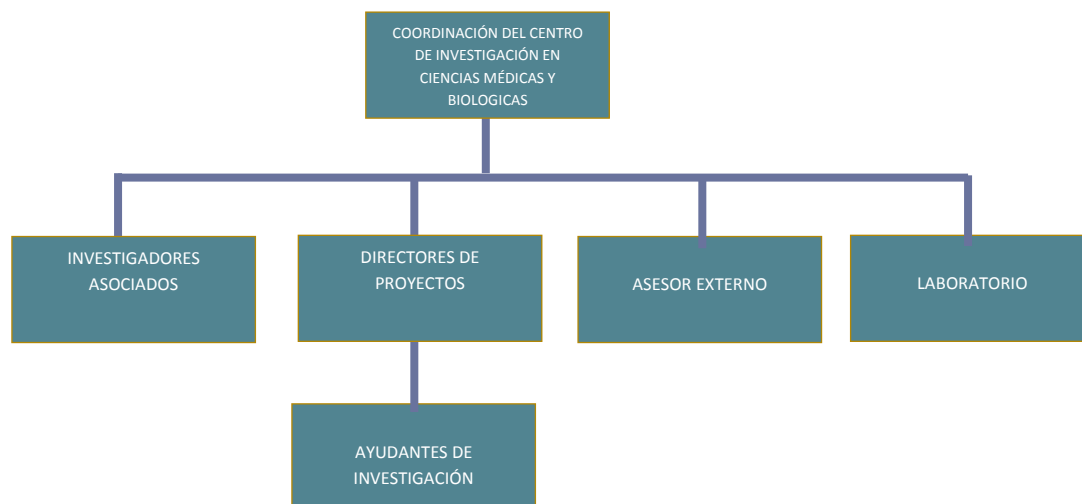 COORDINACIÓN DEL CENTRO
DE INVESTIGACIÓN EN
CIENCIAS MÉDICAS Y
BIOLOGICAS
INVESTIGADORES
ASOCIADOS
DIRECTORES DE
PROYECTOS
ASESOR EXTERNO
LABORATORIO
AYUDANTES DE
INVESTIGACIÓN